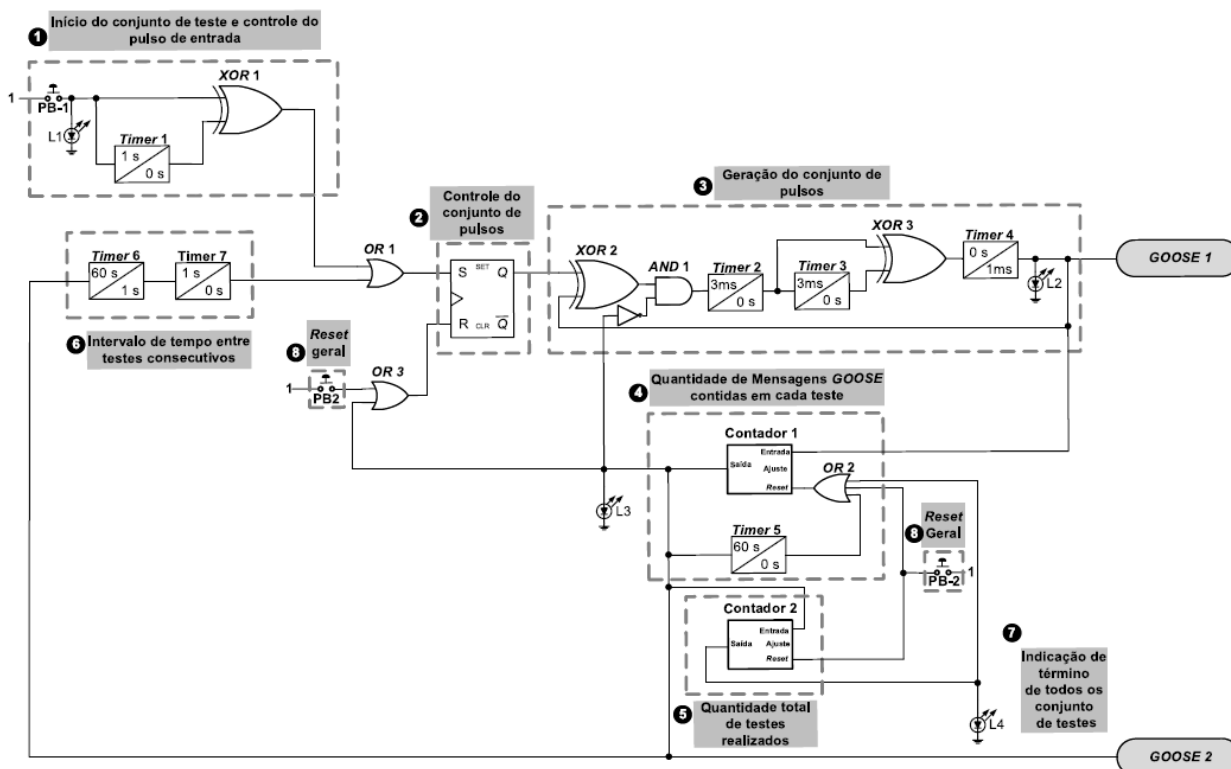 1 Início do conjunto de teste e controle do
pulso de entrada
XOR 1
1
PB-1
L1
Timer 1
1 s
0 s
2 Controle do
conjunto de
pulsos
3 Geração do conjunto de
pulsos
XOR 3
XOR 2
Timer 4
0 s
1ms
AND 1
Timer 2
3ms
0 s
Timer 3
3ms
0 s
L2
GOOSE 1
Timer 6
60 s
1 s
Timer 7
1 s
0 s
OR 1
S SET Q
R CLR Q
6 Intervalo de tempo entre
testes consecutivos
8 Reset
geral
1
PB2
OR 3
4 Quantidade de Mensagens GOOSE
contidas em cada teste
Contador 1
Entrada
Saída
Ajuste
Reset
OR 2
L3
Timer 5
60 s
0 s
8 Reset
Geral
1
PB-2
Contador 2
Entrada
Saída
Ajuste
Reset
7
Indicação de
término
de todos os
conjunto
de testes
5 Quantidade total
de testes
realizados
L4
GOOSE 2